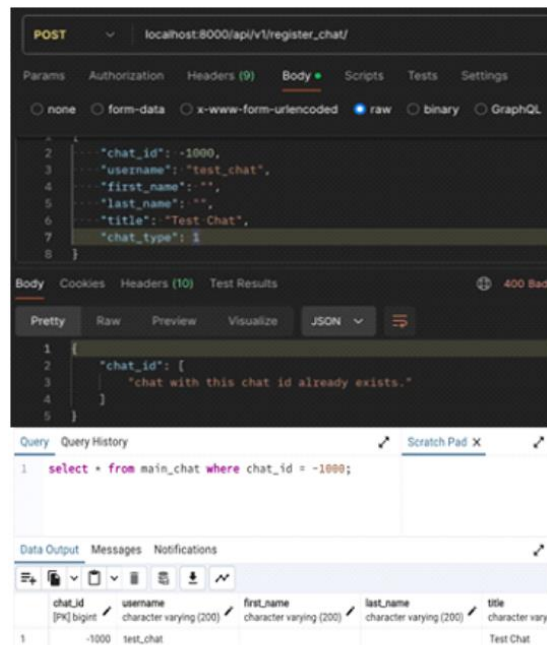 POST localhost:8000/api/v1/register_chat/
Params Authorization Headers (9) Body Scripts Tests Settings
none form-data x-www-form-urlencoded raw binary GraphQL
2 "chat_id": -1000,
3 "username": "test_chat",
4 "first_name": "",
5 "last_name": "",
6 "title": "Test Chat",
7 "chat_type": 1
8 }
Body Cookies Headers (10) Test Results 400 Bad
Pretty Raw Preview Visualize JSON
1 {
2 "chat_id": [
3 "chat with this chat id already exists."
4 ]
5 }
Query Query History Scratch Pad X
1 select * from main_chat where chat_id = -1000;
Data Output Messages Notifications
chat_id username first_name last_name title
[PK] bigint character varying (200) character varying (200) character varying (200) character vary
1 -1000 test_chat Test Chat